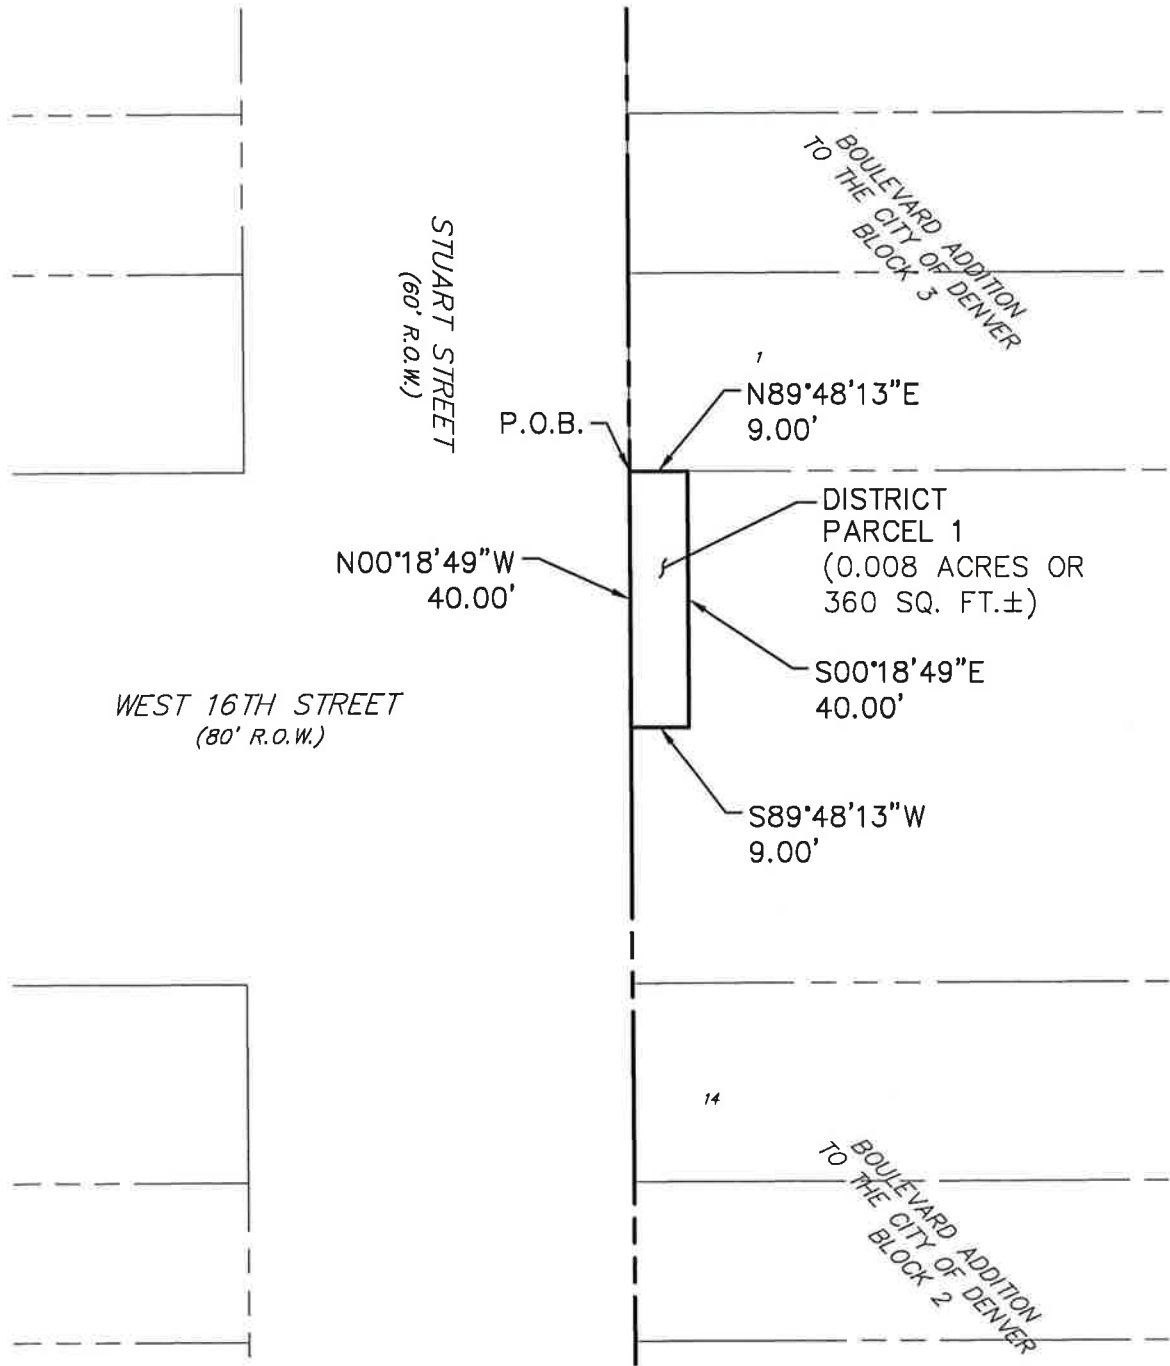 BOULEVARD ADDITION
TO THE CITY OF DENVER
BLOCK 3
STUART STREET
(60' R.O.W.)
1
N89°48'13"E
9.00'
P.O.B.
DISTRICT
PARCEL 1
(0.008 ACRES OR
360 SQ. FT.±)
N00°18'49"W
40.00'
S00°18'49"E
40.00'
WEST 16TH STREET
(80' R.O.W.)
S89°48'13"W
9.00'
14
BOULEVARD ADDITION
TO THE CITY OF DENVER
BLOCK 2